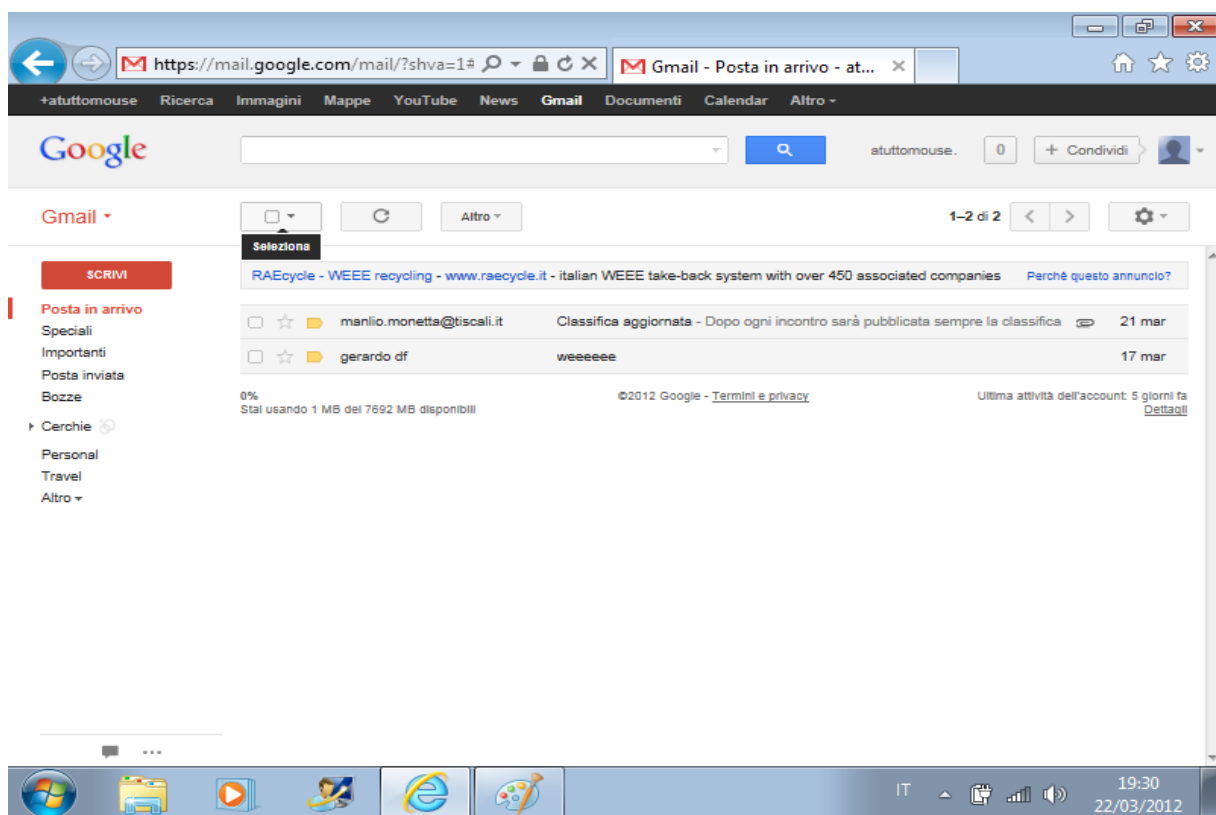 https://mail.google.com/mail/?shva=1# Gmail - Posta in arrivo - at...
+atuttomouse Ricerca Immagini Mappe YouTube News Gmail Documenti Calendar Altro
Google atuttomouse. 0 + Condividi
Gmail Altro 1–2 di 2
Seleziona
SCRIVI RAEcycle - WEEE recycling - www.raecycle.it - italian WEEE take-back system with over 450 associated companies Perchè questo annuncio?
Posta in arrivo manlio.monetta@tiscali.it Classifica aggiornata - Dopo ogni incontro sarà pubblicata sempre la classifica 21 mar
Speciali
Importanti gerardo df weeeeee 17 mar
Posta inviata
Bozze 0% ©2012 Google - Termini e privacy Ultima attività dell'account: 5 giorni fa
Stai usando 1 MB dei 7692 MB disponibili Dettagli
Cerchie
Personal
Travel
Altro
IT 19:30
22/03/2012